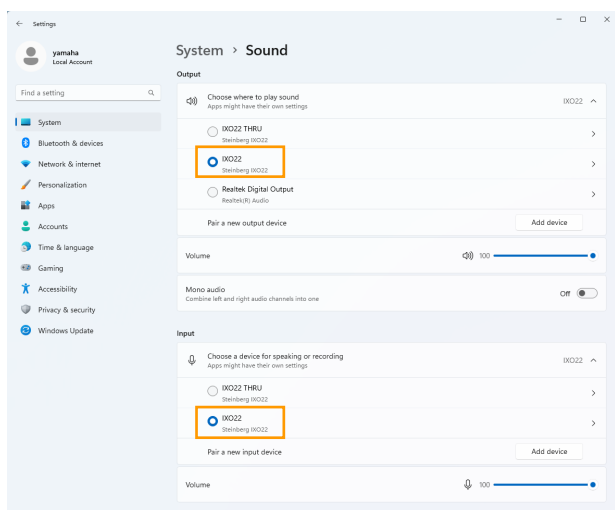 Settings
yamaha
Local Account
Find a setting
System
Bluetooth & devices
Network & internet
Personalization
Apps
Accounts
Time & language
Gaming
Accessibility
Privacy & security
Windows Update
System > Sound
Output
Choose where to play sound
Apps might have their own settings
IXO22
IXO22 THRU
Steinberg IXO22
IXO22
Steinberg IXO22
Realtek Digital Output
Realtek(R) Audio
Pair a new output device
Add device
Volume
100
Mono audio
Combine left and right audio channels into one
Off
Input
Choose a device for speaking or recording
Apps might have their own settings
IXO22
IXO22 THRU
Steinberg IXO22
IXO22
Steinberg IXO22
Pair a new input device
Add device
Volume
100